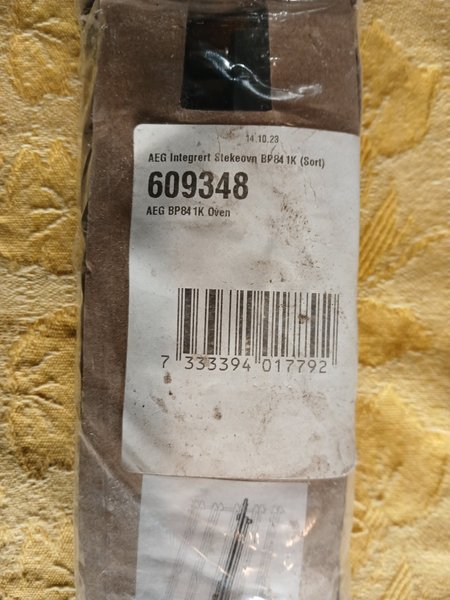 14.10.23
AEG Integrert Stekeovn BP841K (Sort)
609348
AEG BP841K Oven
7 333394 017792